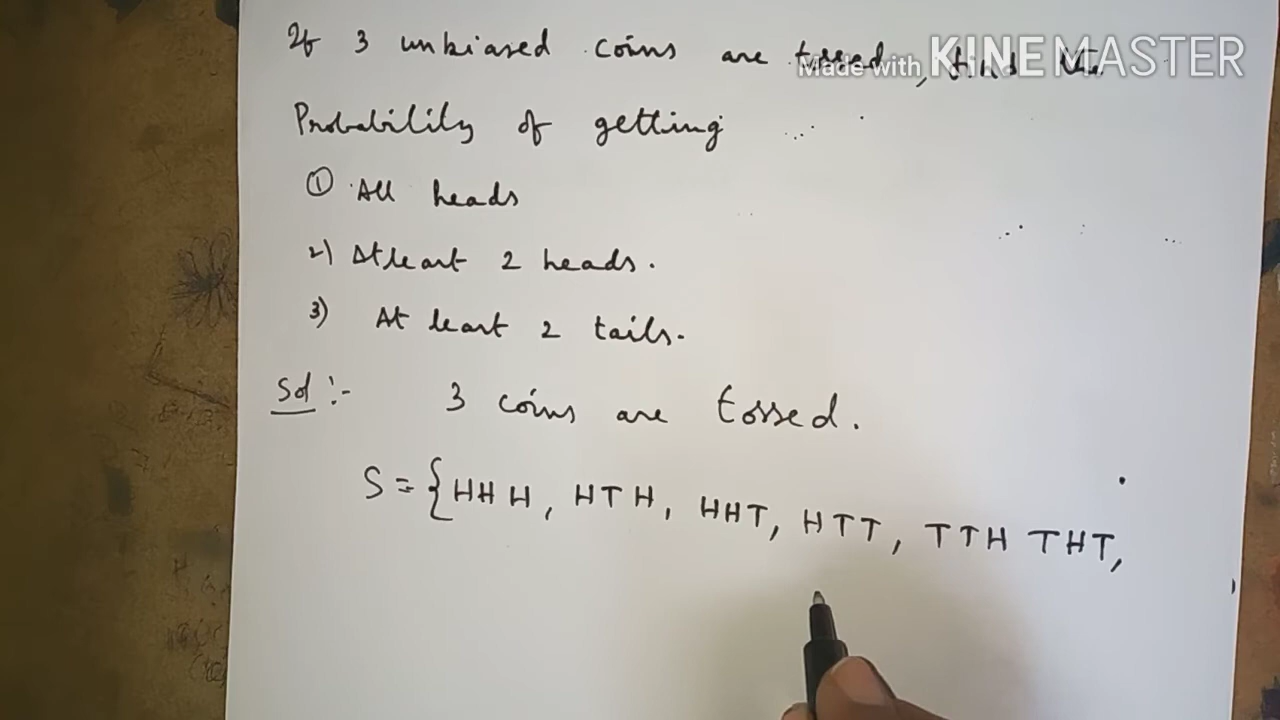 If 3 unbiased coins are tossed, find the
Made with KINEMASTER
Probability of getting
① All heads
2) Atleast 2 heads.
3) At least 2 tails.
Sol :- 3 coins are tossed.
S = { HHH, HTH, HHT, HTT, TTH THT,